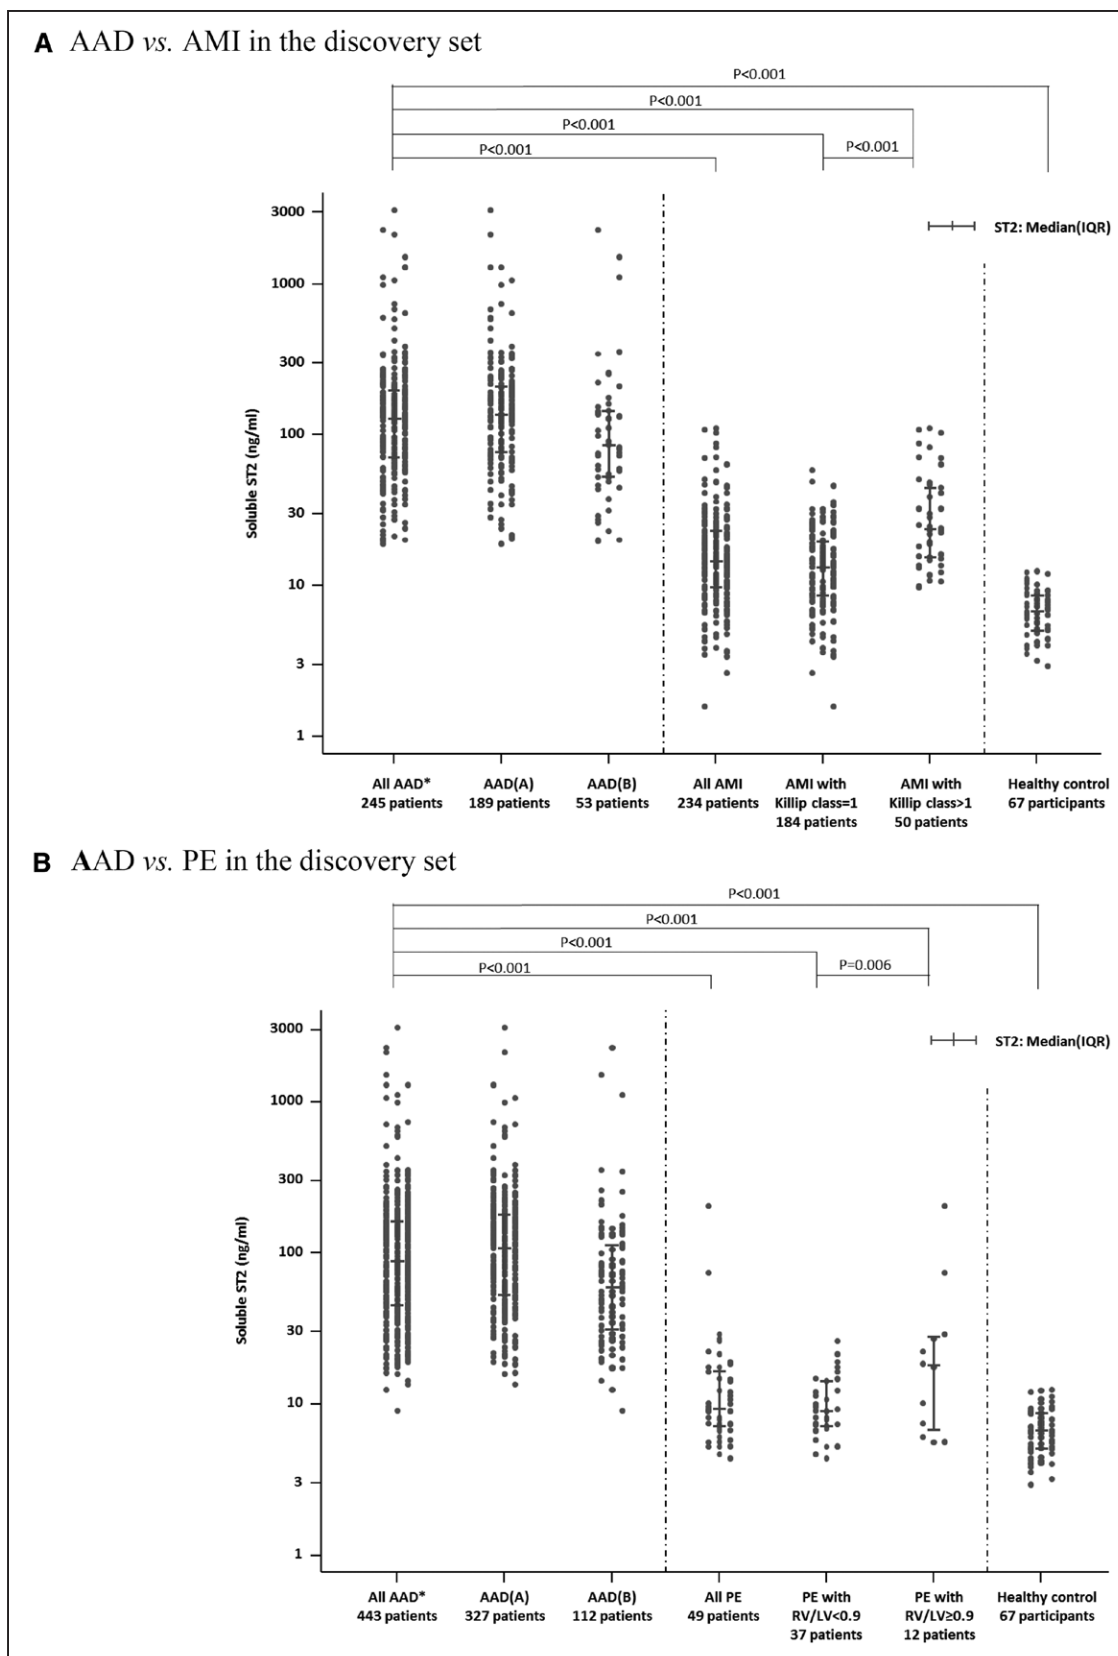 A AAD vs. AMI in the discovery set
P<0.001
P<0.001
P<0.001
P<0.001
P<0.001
3000
1000
300
100
30
10
3
1
Soluble ST2 (ng/ml)
ST2: Median(IQR)
All AAD*
245 patients
AAD(A)
189 patients
AAD(B)
53 patients
All AMI
234 patients
AMI with
Killip class=1
184 patients
AMI with
Killip class>1
50 patients
Healthy control
67 participants
B AAD vs. PE in the discovery set
P<0.001
P<0.001
P<0.001
P=0.006
P<0.001
3000
1000
300
100
30
10
3
1
Soluble ST2 (ng/ml)
ST2: Median(IQR)
All AAD*
443 patients
AAD(A)
327 patients
AAD(B)
112 patients
All PE
49 patients
PE with
RV/LV<0.9
37 patients
PE with
RV/LV≥0.9
12 patients
Healthy control
67 participants